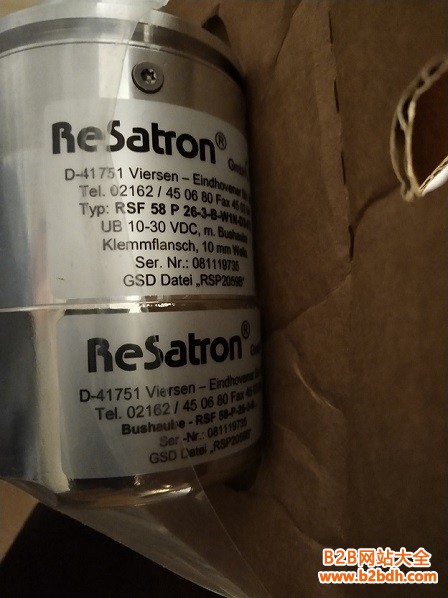 ReSatron®
D-41751 Viersen – Eindhovener
Tel. 02162 / 45 06 80 Fax 45
Typ: RSF 58 P 26-3-B-W1N
UB 10-30 VDC, m. Bushaube
Klemmflansch, 10 mm Welle,
Ser. Nr.: 081119735
GSD Datei „RSP2059B"
ReSatron®
D-41751 Viersen – Eindhovener
Tel. 02162 / 45 06 80 Fax 45
Bushaube - RSF 58-P-26-3
Ser.-Nr.: 081119735
GSD Datei „RSP2059B"
B2B网站大全
www.b2bdh.com